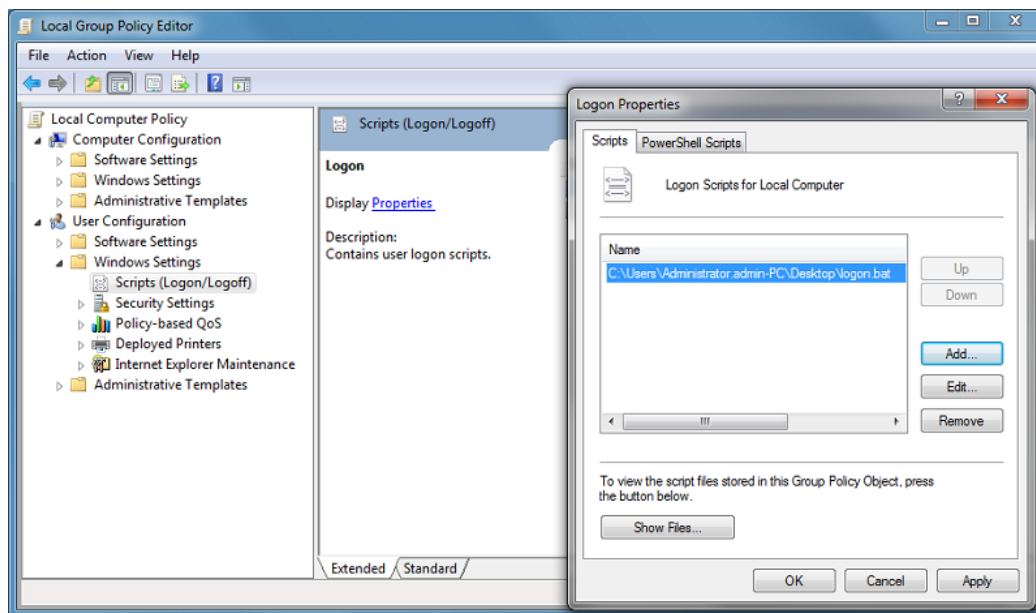 Local Group Policy Editor
File Action View Help
Local Computer Policy
Computer Configuration
Software Settings
Windows Settings
Administrative Templates
User Configuration
Software Settings
Windows Settings
Scripts (Logon/Logoff)
Security Settings
Policy-based QoS
Deployed Printers
Internet Explorer Maintenance
Administrative Templates
Scripts (Logon/Logoff)
Logon
Display Properties
Description:
Contains user logon scripts.
Extended Standard
Logon Properties
Scripts PowerShell Scripts
Logon Scripts for Local Computer
Name
C:\Users\Administrator.admin-PC\Desktop\logon.bat
Up
Down
Add...
Edit...
Remove
To view the script files stored in this Group Policy Object, press
the button below.
Show Files...
OK Cancel Apply